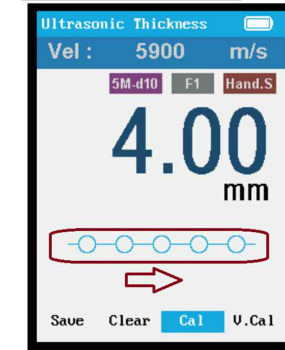 Ultrasonic Thickness
Vel : 5900 m/s
5M-d10 F1 Hand.S
4.00
mm
Save Clear Cal V.Cal